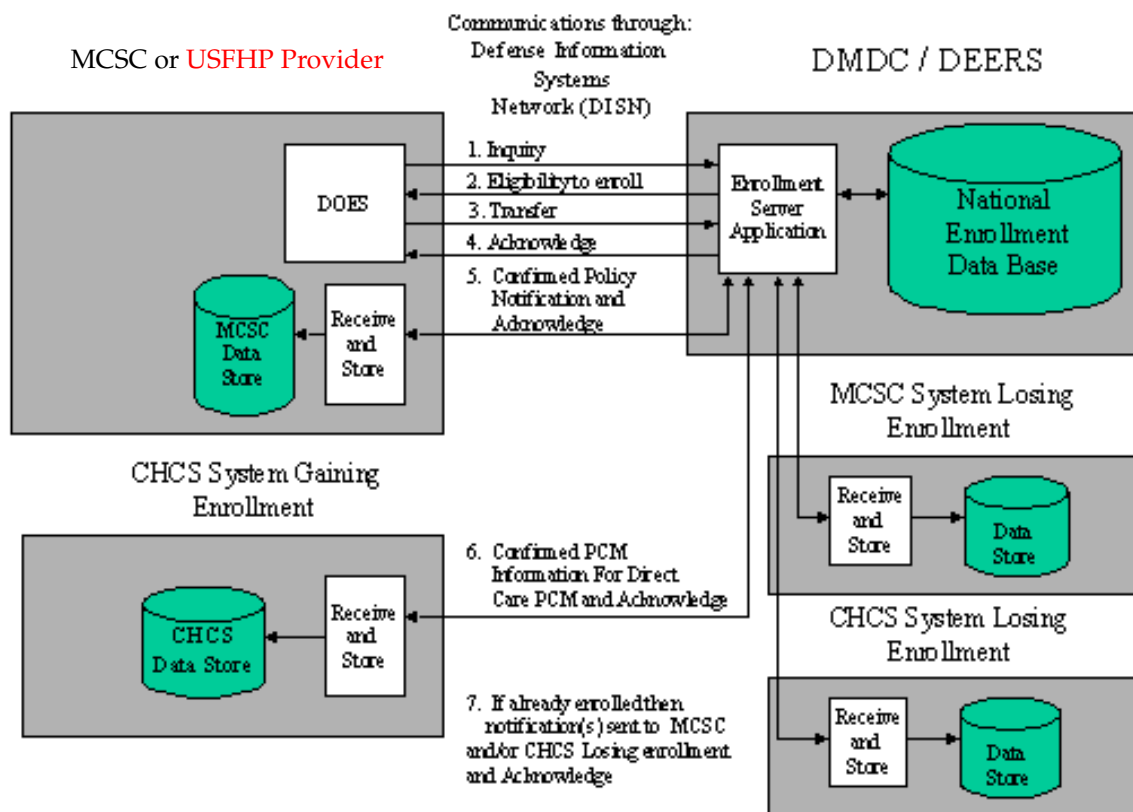 Communications through:
Defense Information
Systems
Network (DISN)
MCSC or USFHP Provider
DMDC / DEERS
DOES
1. Inquiry
2. Eligibility to enroll
3. Transfer
4. Acknowledge
5. Confirmed Policy
Notification and
Acknowledge
Enrollment
Server
Application
National
Enrollment
Data Base
MCSC
Data
Store
Receive
and
Store
MCSC System Losing
Enrollment
Receive
and
Store
Data
Store
CHCS System Gaining
Enrollment
CHCS
Data Store
Receive
and
Store
6. Confirmed PCM
Information For Direct
Care PCM and Acknowledge
CHCS System Losing
Enrollment
Receive
and
Store
Data
Store
7. If already enrolled then
notification(s) sent to MCSC
and/or CHCS Losing enrollment
and Acknowledge